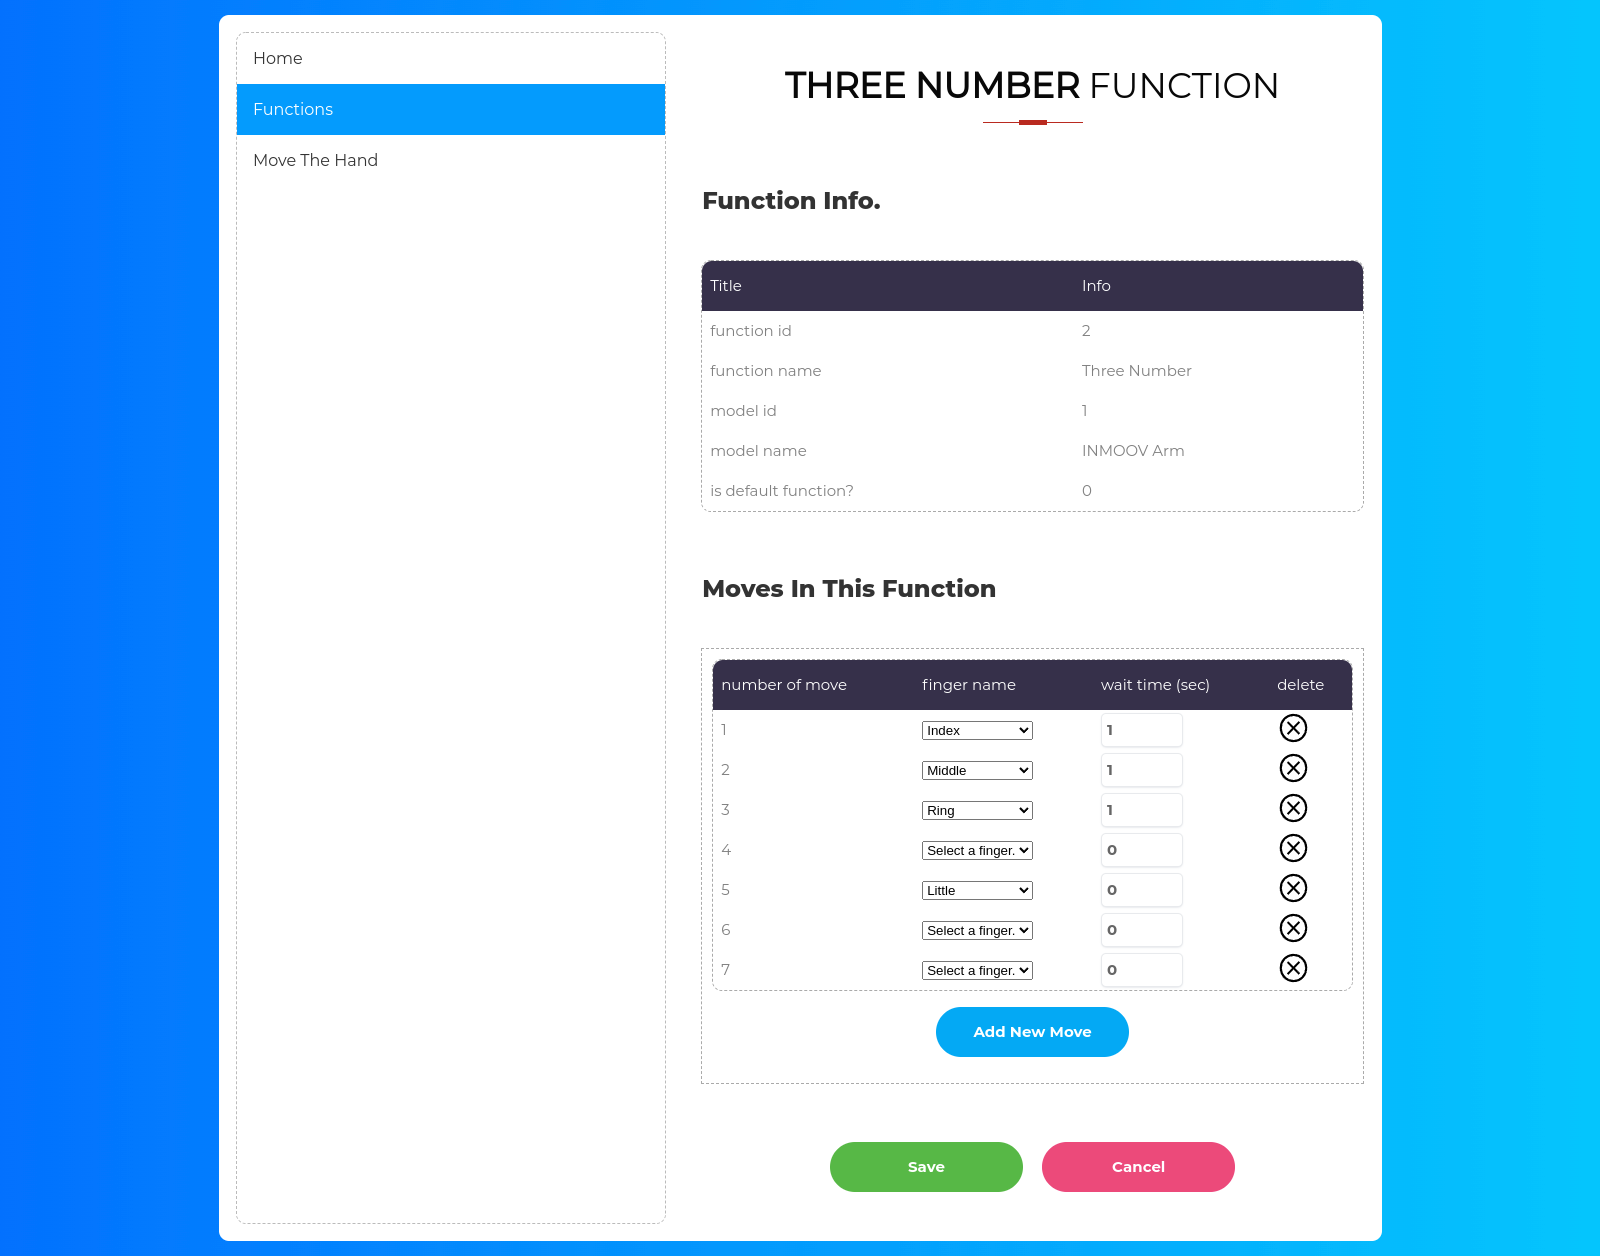 Home
Functions
Move The Hand
THREE NUMBER FUNCTION
Function Info.
Title Info
function id 2
function name Three Number
model id 1
model name INMOOV Arm
is default function? 0
Moves In This Function
number of move finger name wait time (sec) delete
1 Index 1
2 Middle 1
3 Ring 1
4 Select a finger. 0
5 Little 0
6 Select a finger. 0
7 Select a finger. 0
Add New Move
Save Cancel